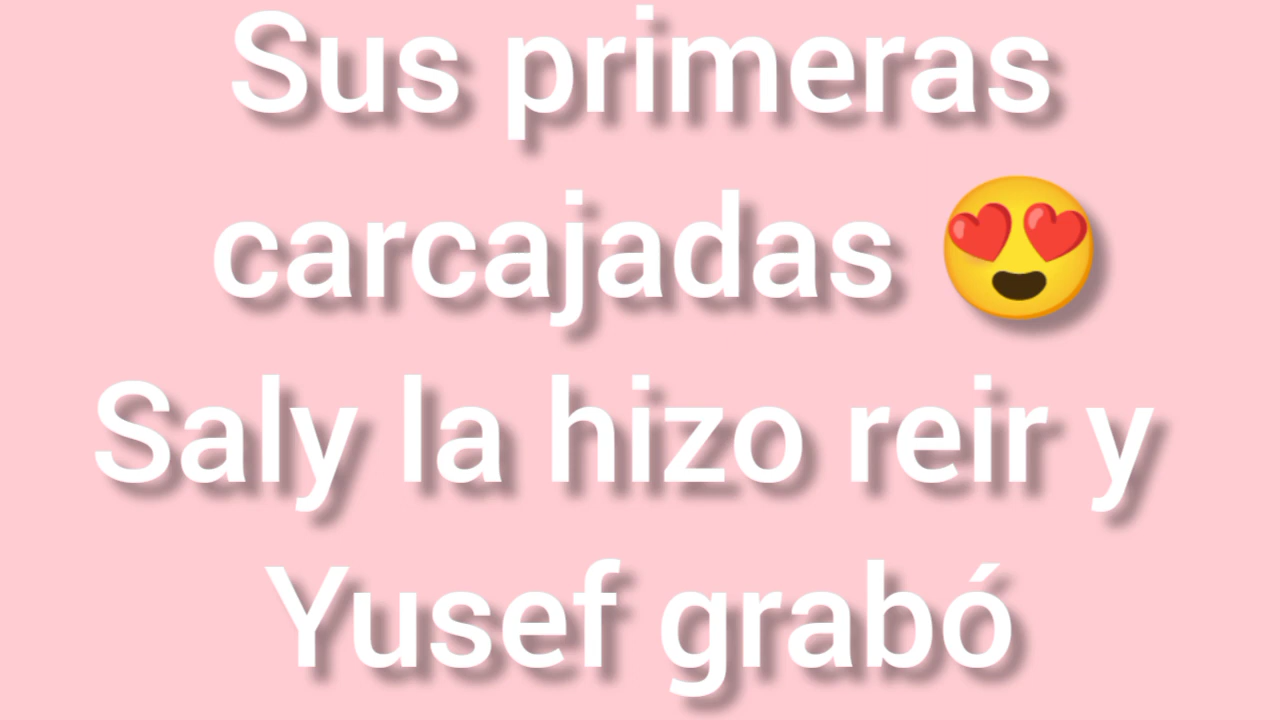 Sus primeras
carcajadas 😍
Saly la hizo reir y
Yusef grabó